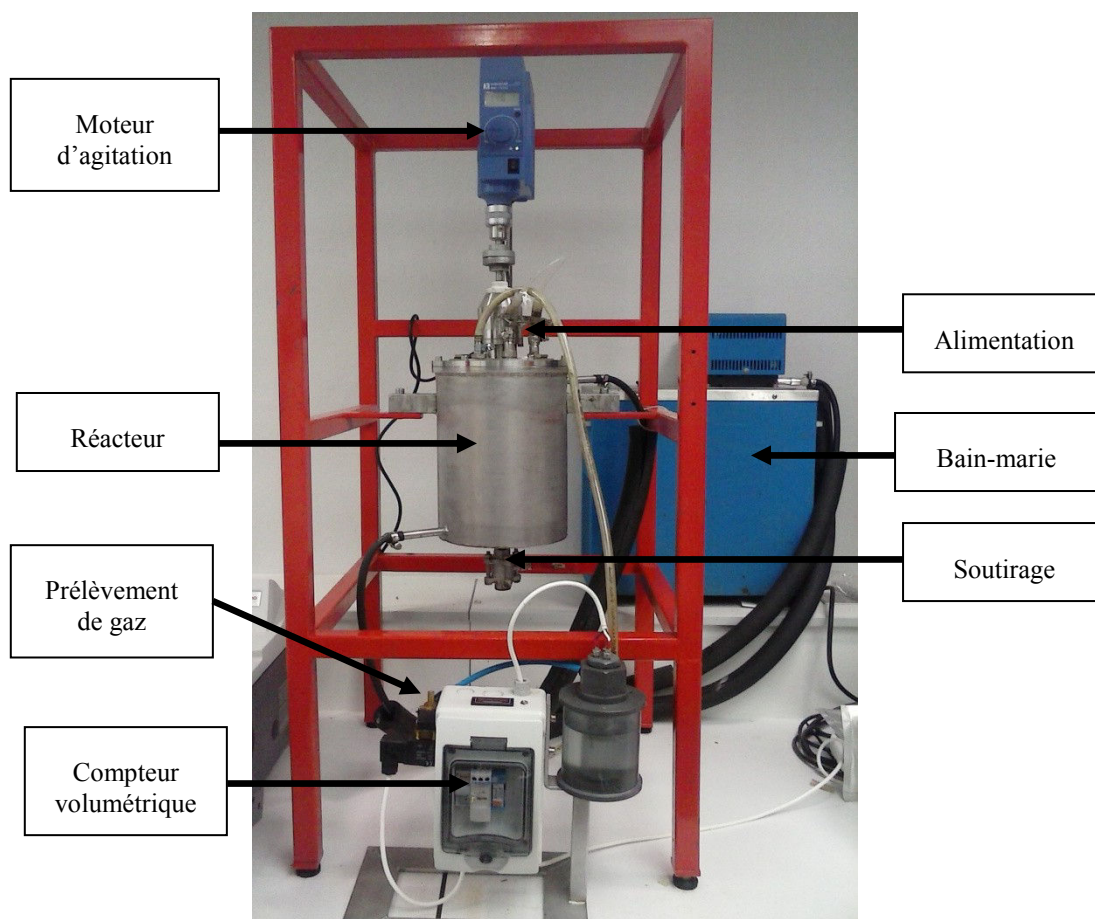 Moteur
d’agitation
Alimentation
Réacteur
Bain-marie
Prélèvement
de gaz
Soutirage
Compteur
volumétrique